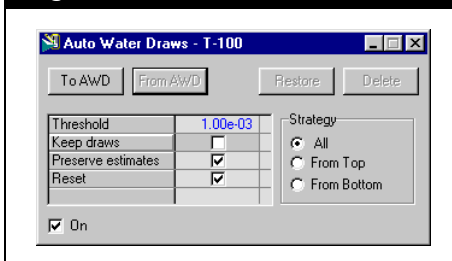 Auto Water Draws - T-100
To AWD From AWD Restore Delete
Threshold 1.00e-03
Keep draws
Preserve estimates
Reset
Strategy
All
From Top
From Bottom
On